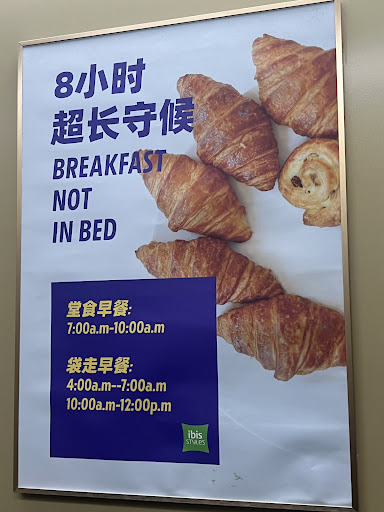 8小时
超长守候
BREAKFAST
NOT
IN BED
堂食早餐:
7:00a.m-10:00a.m
袋走早餐:
4:00a.m--7:00a.m
10:00a.m-12:00p.m
ibis
STYLES